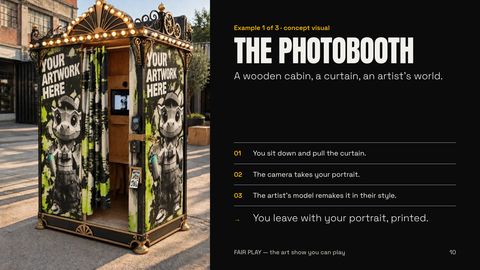 YOUR
ARTWORK
HERE
YOUR
ARTWORK
HERE
Example 1 of 3 · concept visual
THE PHOTOBOOTH
A wooden cabin, a curtain, an artist's world.
01 You sit down and pull the curtain.
02 The camera takes your portrait.
03 The artist's model remakes it in their style.
→ You leave with your portrait, printed.
FAIR PLAY — the art show you can play
10